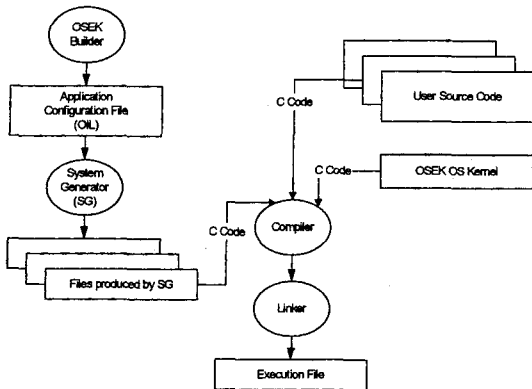 OSEK
Builder
Application
Configuration File
(OIL)
System
Generator
(SG)
Files produced by SG
C Code
C Code
User Source Code
C Code
OSEK OS Kernel
Compiler
Linker
Execution File